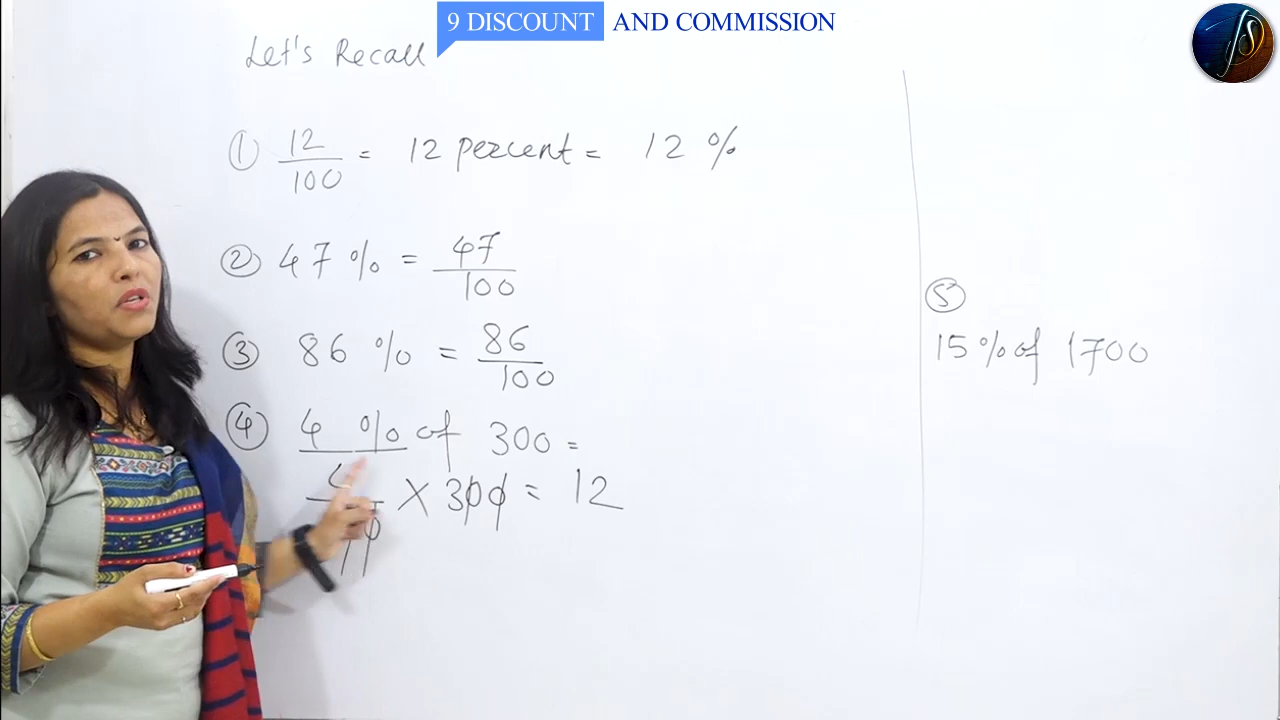 9 DISCOUNT AND COMMISSION
Let's Recall
① 12/100 = 12 percent = 12 %
② 47 % = 47/100
③ 86 % = 86/100
④ 4 % of 300 =
× 300 = 12
⑤
15 % of 1700